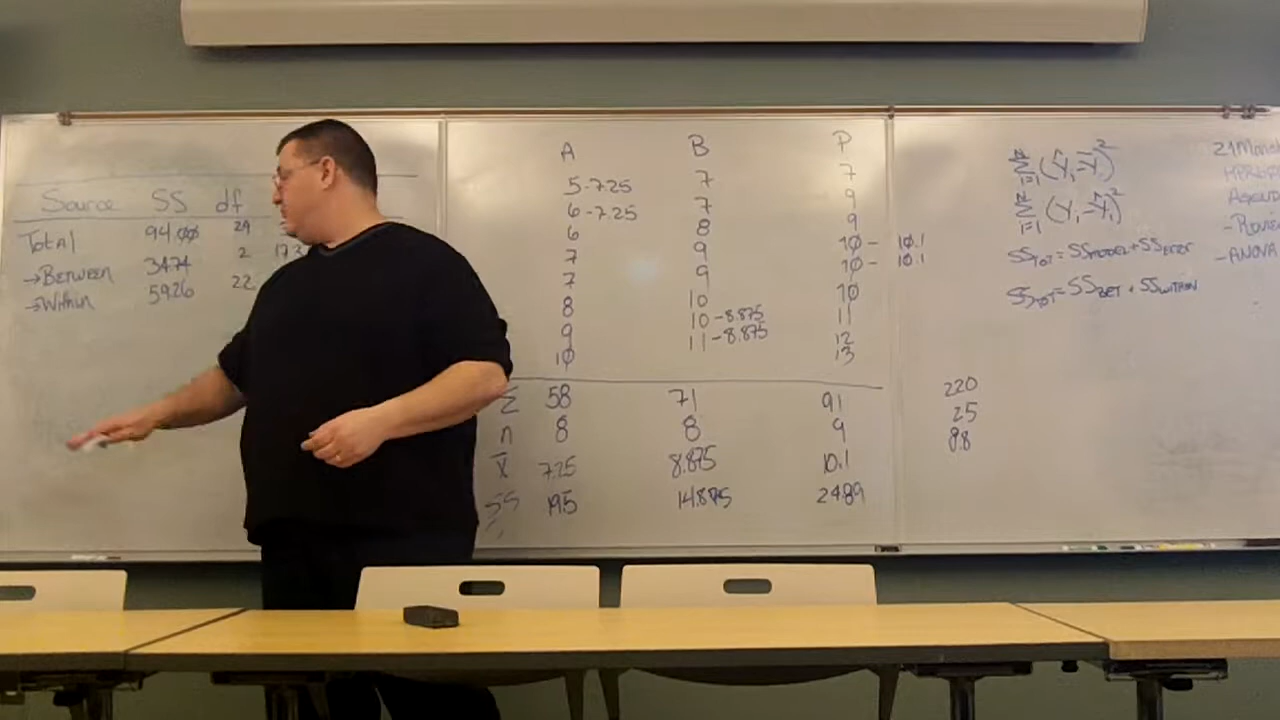 Source SS df
Total 94.00 24
→Between 34.74 2 17.3
→Within 59.26 22
A B P
5-7.25 7 7
6-7.25 7 9
6 8 9
7 9 10- 10.1
7 9 10- 10.1
8 10 10
9 10-8.875 11
10 11-8.875 12
13
Σ 58 71 91
n 8 8 9
x̄ 7.25 8.875 10.1
SS 19.5 14.875 24.89
SSTOT=SSMODEL+SSERROR
SSTOT=SSBET+SSWITHIN
220
25
8.8
-ANOVA